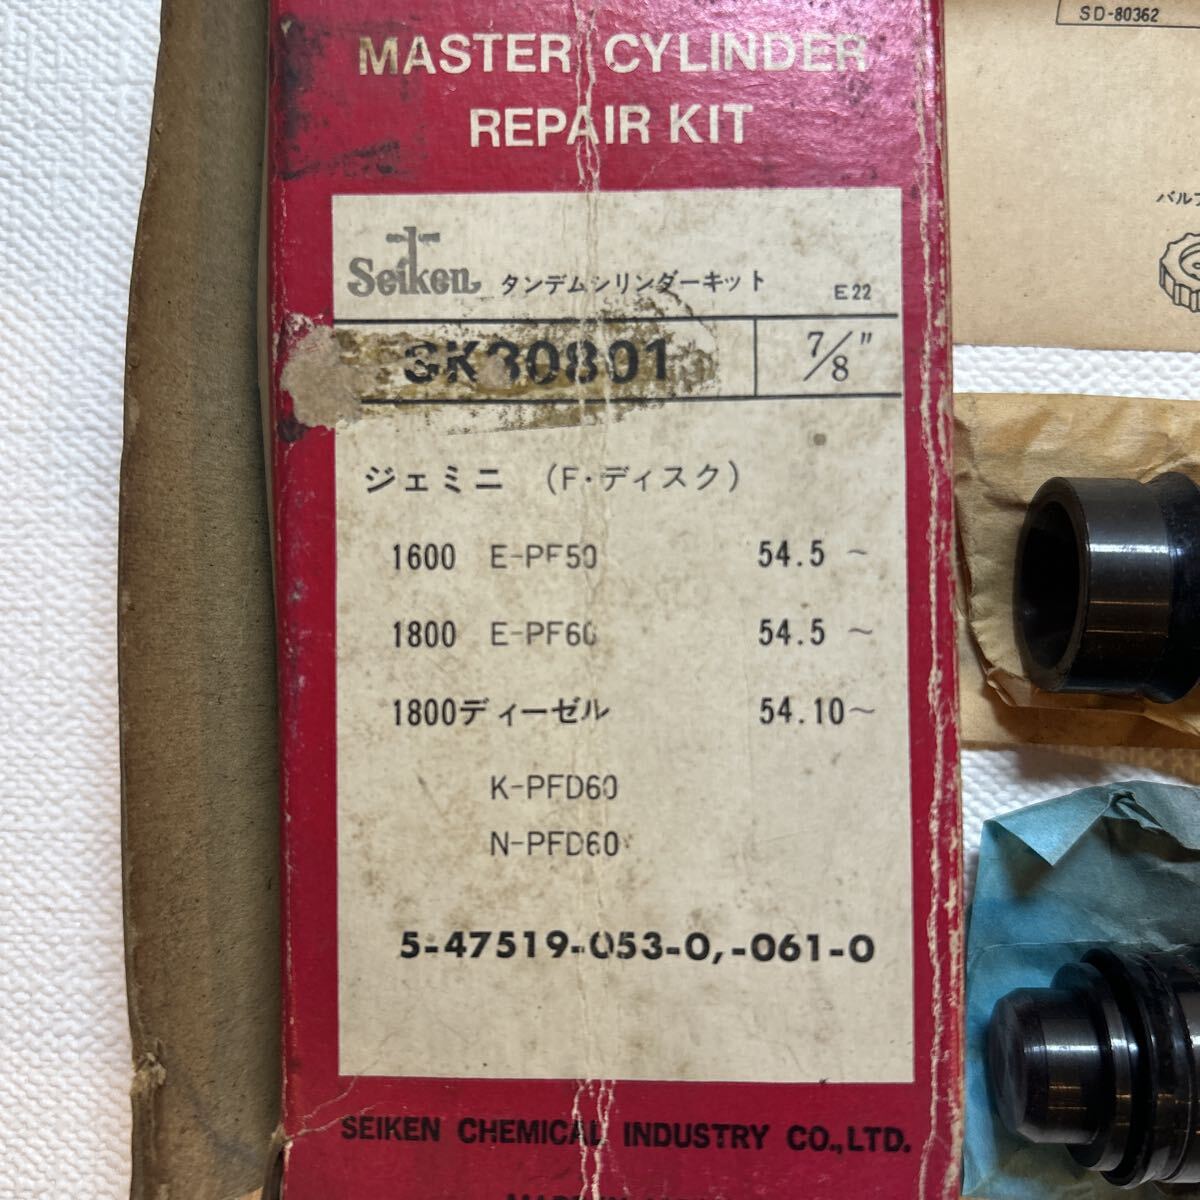 MASTER CYLINDER
REPAIR KIT
Seiken タンデムシリンダーキット E22
SK30801 7/8"
ジェミニ (F・ディスク)
1600 E-PF50 54.5 ~
1800 E-PF60 54.5 ~
1800ディーゼル 54.10~
K-PFD60
N-PFD60
5-47519-053-0,-061-0
SEIKEN CHEMICAL INDUSTRY CO.,LTD.
SD-80362